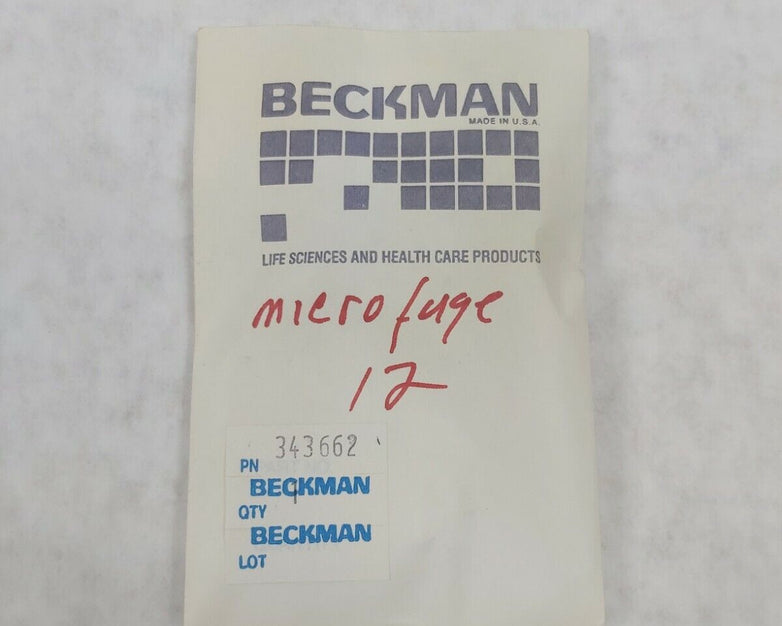 BECKMAN
MADE IN U.S.A.
LIFE SCIENCES AND HEALTH CARE PRODUCTS
microfuge
12
343662
PN
BECKMAN
QTY
BECKMAN
LOT